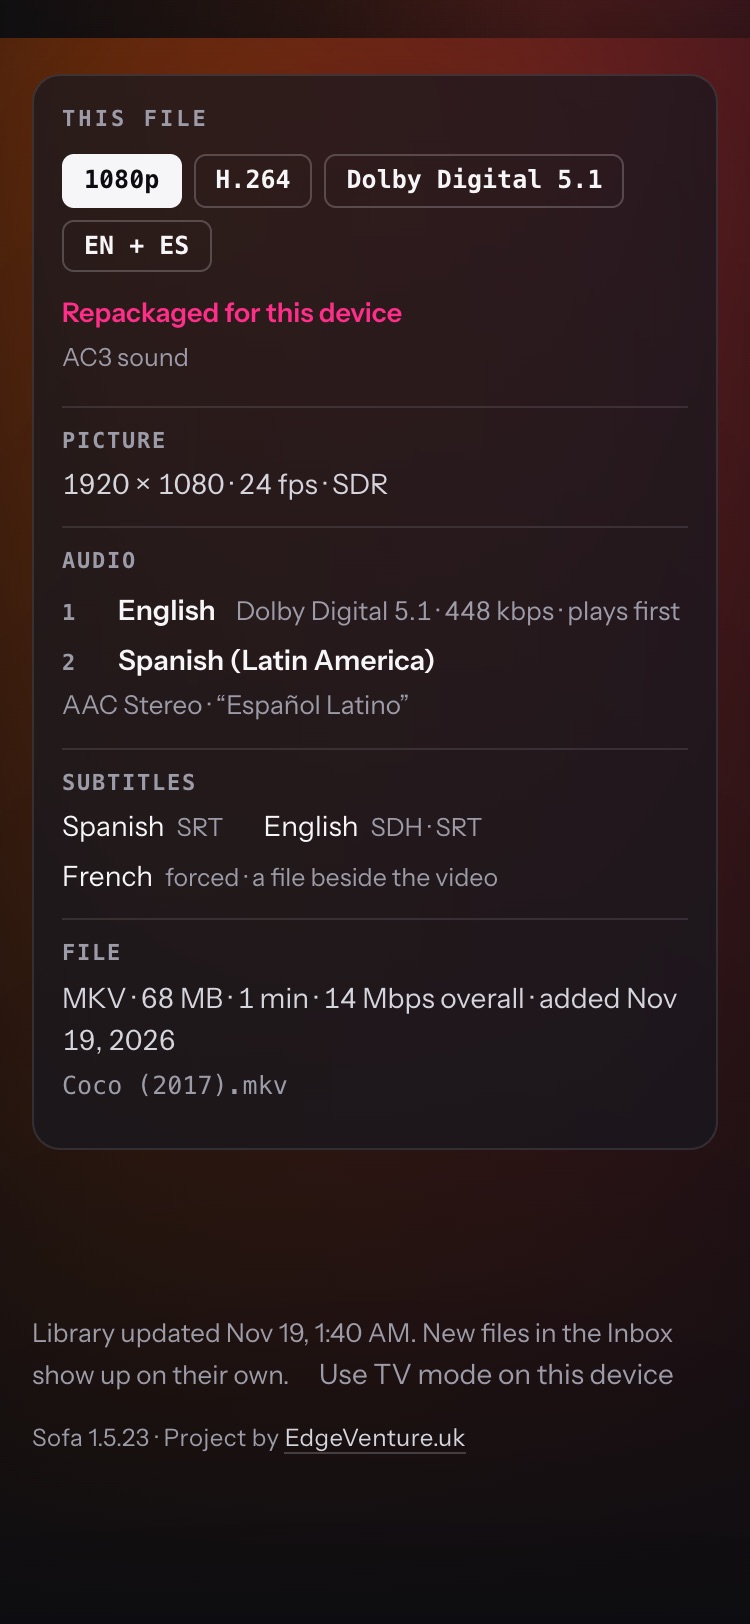 THIS FILE
1080p H.264 Dolby Digital 5.1
EN + ES
Repackaged for this device
AC3 sound
PICTURE
1920 × 1080 · 24 fps · SDR
AUDIO
1 English Dolby Digital 5.1 · 448 kbps · plays first
2 Spanish (Latin America)
AAC Stereo · “Español Latino”
SUBTITLES
Spanish SRT English SDH · SRT
French forced · a file beside the video
FILE
MKV · 68 MB · 1 min · 14 Mbps overall · added Nov
19, 2026
Coco (2017).mkv
Library updated Nov 19, 1:40 AM. New files in the Inbox
show up on their own. Use TV mode on this device
Sofa 1.5.23 · Project by EdgeVenture.uk